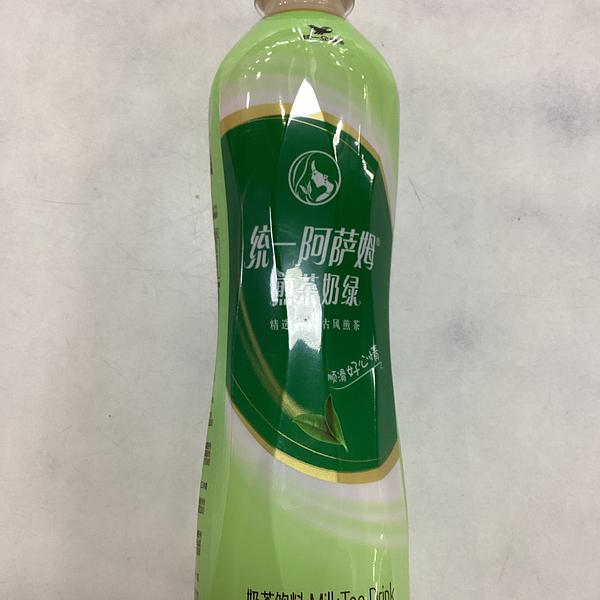 统一阿萨姆®
煎茶奶绿
精选 古风煎茶
顺滑好心情
奶茶饮料 Milk Tea Drink